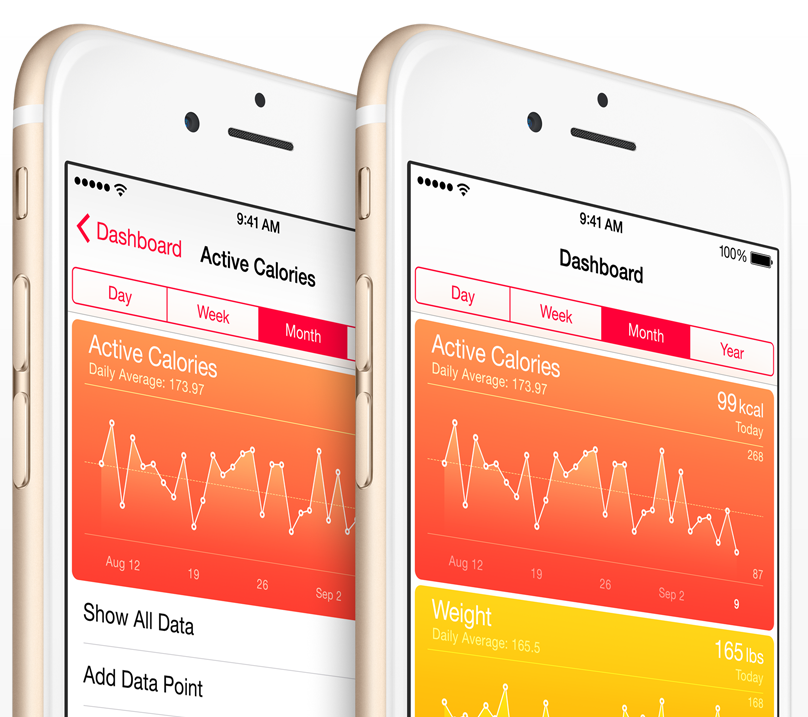 9:41 AM
Dashboard
Active Calories
Day
Week
Month
Active Calories
Daily Average: 173.97
Aug 12
19
26
Sep 2
Show All Data
Add Data Point
9:41 AM
100%
Dashboard
Day
Week
Month
Year
Active Calories
99 kcal
Daily Average: 173.97
Today
268
87
Aug 12
19
26
Sep 2
9
Weight
165 lbs
Daily Average: 165.5
Today
168